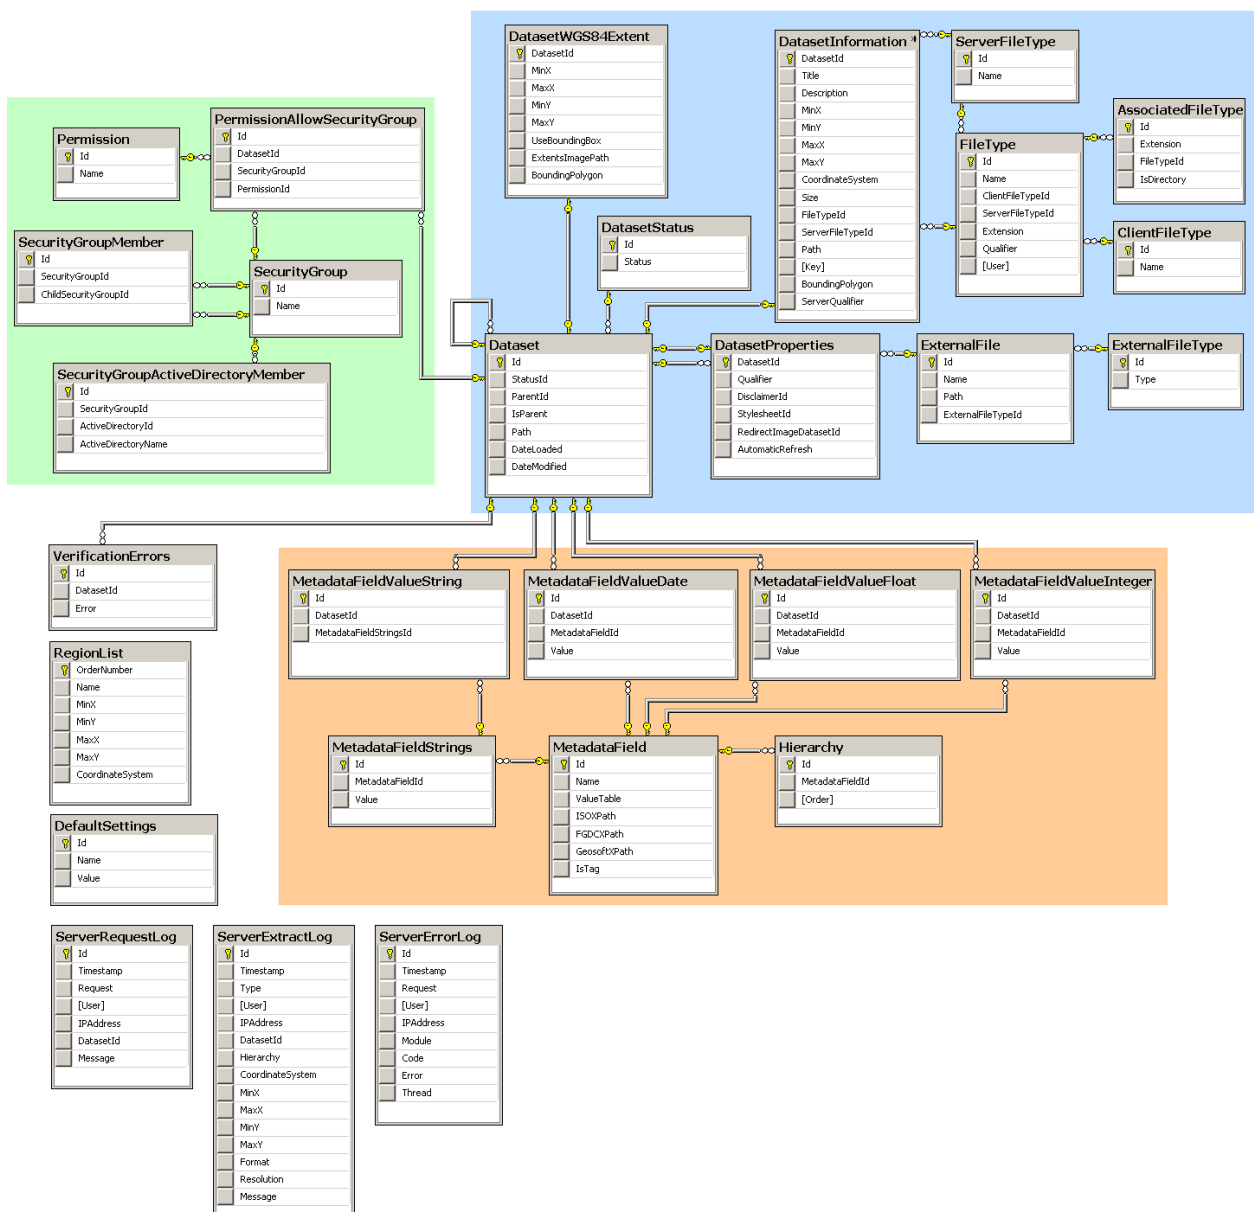 Permission
Id
Name
PermissionAllowSecurityGroup
Id
DatasetId
SecurityGroupId
PermissionId
SecurityGroupMember
Id
SecurityGroupId
ChildSecurityGroupId
SecurityGroup
Id
Name
SecurityGroupActiveDirectoryMember
Id
SecurityGroupId
ActiveDirectoryId
ActiveDirectoryName
DatasetWGS84Extent
DatasetId
MinX
MaxX
MinY
MaxY
UseBoundingBox
ExtentsImagePath
BoundingPolygon
DatasetStatus
Id
Status
DatasetInformation *
DatasetId
Title
Description
MinX
MinY
MaxX
MaxY
CoordinateSystem
Size
FileTypeId
ServerFileTypeId
Path
[Key]
BoundingPolygon
ServerQualifier
ServerFileType
Id
Name
FileType
Id
Name
ClientFileTypeId
ServerFileTypeId
Extension
Qualifier
[User]
AssociatedFileType
Id
Extension
FileTypeId
IsDirectory
ClientFileType
Id
Name
Dataset
Id
StatusId
ParentId
IsParent
Path
DateLoaded
DateModified
DatasetProperties
DatasetId
Qualifier
DisclaimerId
StylesheetId
RedirectImageDatasetId
AutomaticRefresh
ExternalFile
Id
Name
Path
ExternalFileTypeId
ExternalFileType
Id
Type
VerificationErrors
Id
DatasetId
Error
RegionList
OrderNumber
Name
MinX
MinY
MaxX
MaxY
CoordinateSystem
DefaultSettings
Id
Name
Value
MetadataFieldValueString
Id
DatasetId
MetadataFieldStringsId
MetadataFieldValueDate
Id
DatasetId
MetadataFieldId
Value
MetadataFieldValueFloat
Id
DatasetId
MetadataFieldId
Value
MetadataFieldValueInteger
Id
DatasetId
MetadataFieldId
Value
MetadataFieldStrings
Id
MetadataFieldId
Value
MetadataField
Id
Name
ValueTable
ISOXPath
FGDCXPath
GeosoftXPath
IsTag
Hierarchy
Id
MetadataFieldId
[Order]
ServerRequestLog
Id
Timestamp
Request
[User]
IPAddress
DatasetId
Message
ServerExtractLog
Id
Timestamp
Type
[User]
IPAddress
DatasetId
Hierarchy
CoordinateSystem
MinX
MaxX
MinY
MaxY
Format
Resolution
Message
ServerErrorLog
Id
Timestamp
Request
[User]
IPAddress
Module
Code
Error
Thread